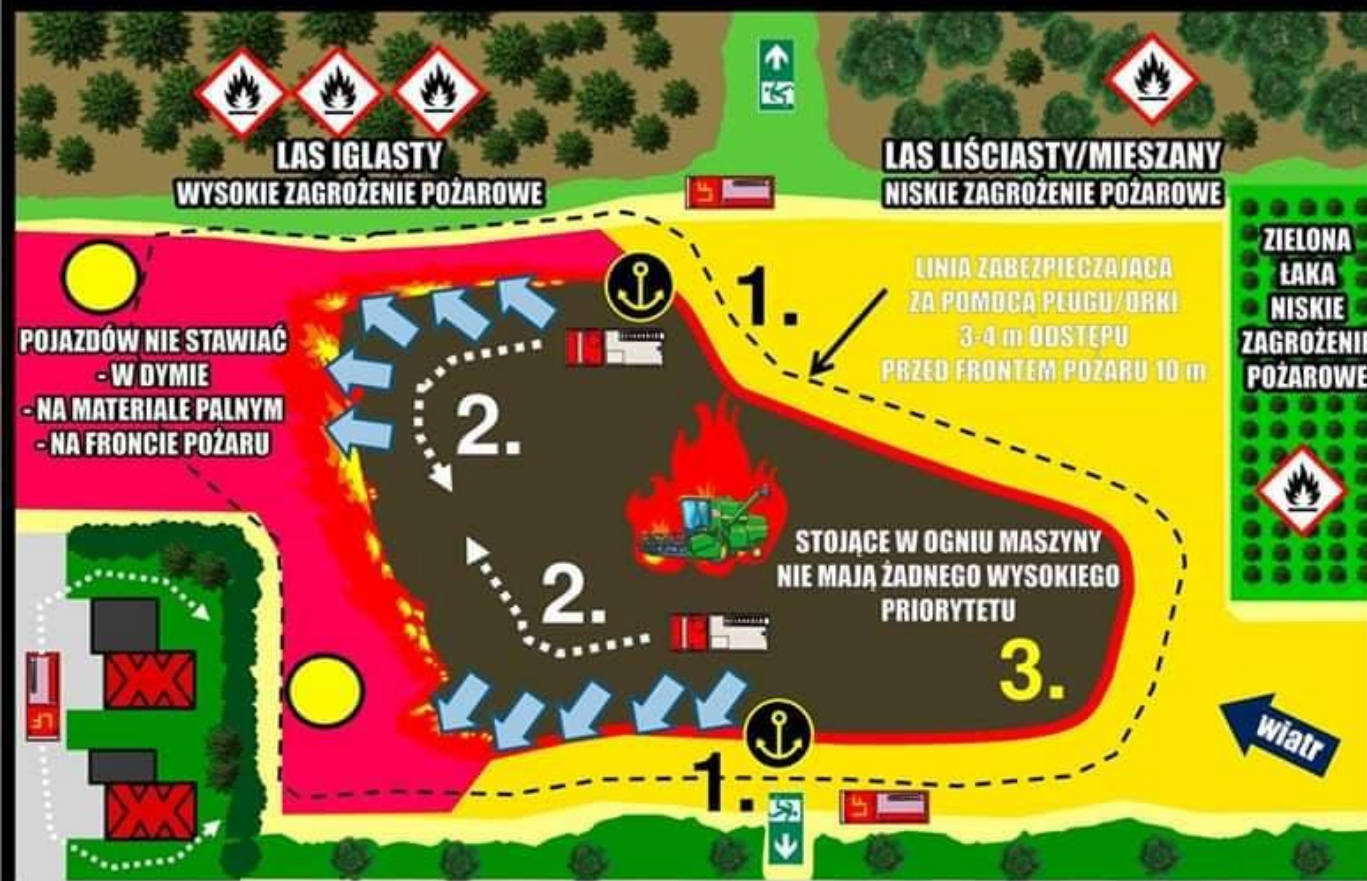 LAS IGLASTY
WYSOKIE ZAGROŻENIE POŻAROWE
LAS LIŚCIASTY/MIESZANY
NISKIE ZAGROŻENIE POŻAROWE
ZIELONA
ŁAKA
NISKIE
ZAGROŻENIE
POŻAROWE
1.
LINIA ZABEZPIECZAJĄCA
ZA POMOCĄ PŁUGU/ORKI
3-4 m ODSTĘPU
PRZED FRONTEM POŻARU 10 m
POJAZDÓW NIE STAWIAĆ
- W DYMIE
- NA MATERIALE PALNYM
- NA FRONCIE POŻARU
2.
2.
STOJĄCE W OGNIU MASZYNY
NIE MAJĄ ŻADNEGO WYSOKIEGO
PRIORYTETU
3.
wiatr
1.